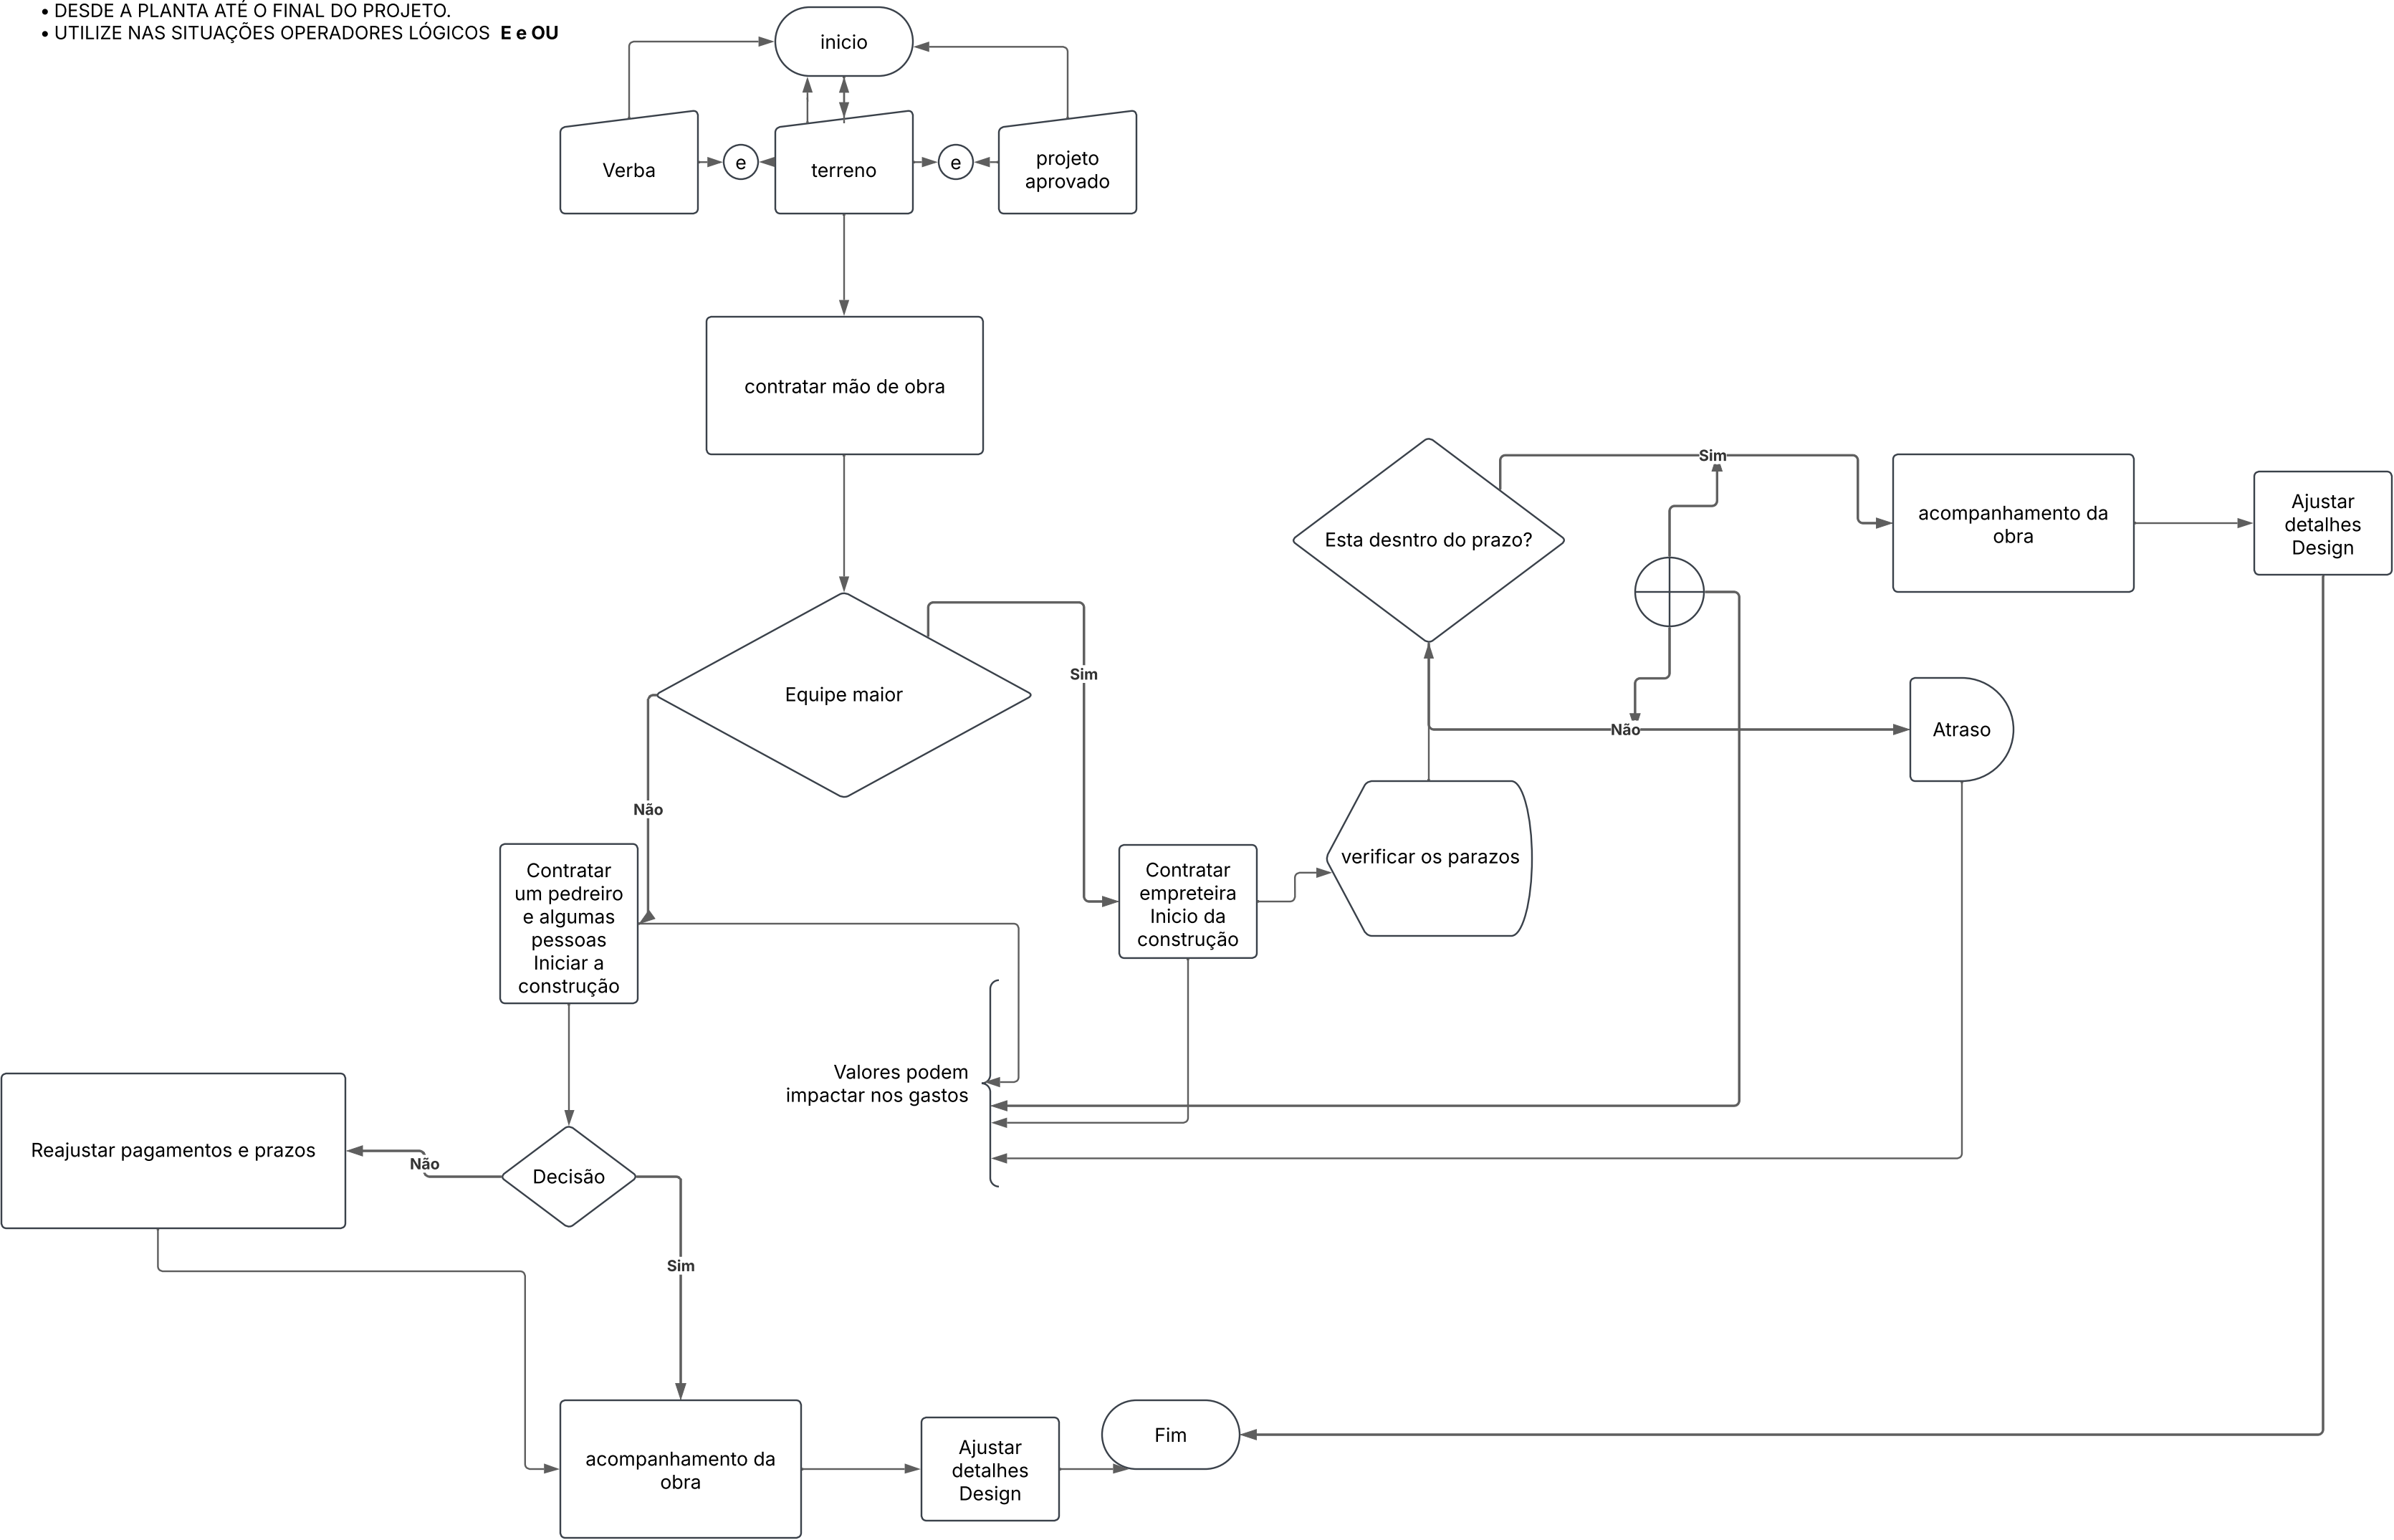 • DESDE A PLANTA ATÉ O FINAL DO PROJETO.
• UTILIZE NAS SITUAÇÕES OPERADORES LÓGICOS E e OU
inicio
Verba
e
terreno
e
projeto
aprovado
contratar mão de obra
Equipe maior
Sim
Não
Esta desntro do prazo?
Sim
acompanhamento da
obra
Ajustar
detalhes
Design
Não
Atraso
verificar os parazos
Contratar
empreteira
Inicio da
construção
Contratar
um pedreiro
e algumas
pessoas
Iniciar a
construção
Valores podem
impactar nos gastos
Reajustar pagamentos e prazos
Não
Decisão
Sim
acompanhamento da
obra
Ajustar
detalhes
Design
Fim